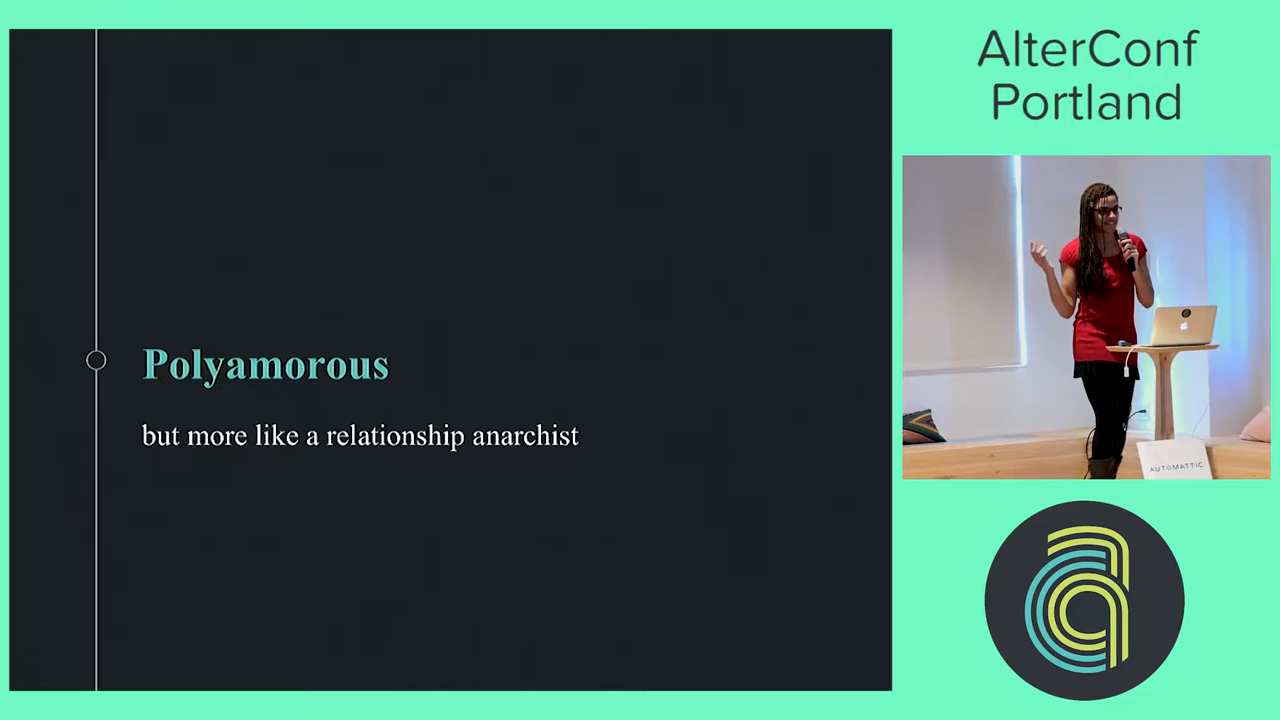 AlterConf
Portland
Polyamorous
but more like a relationship anarchist
AUTOMATTIC